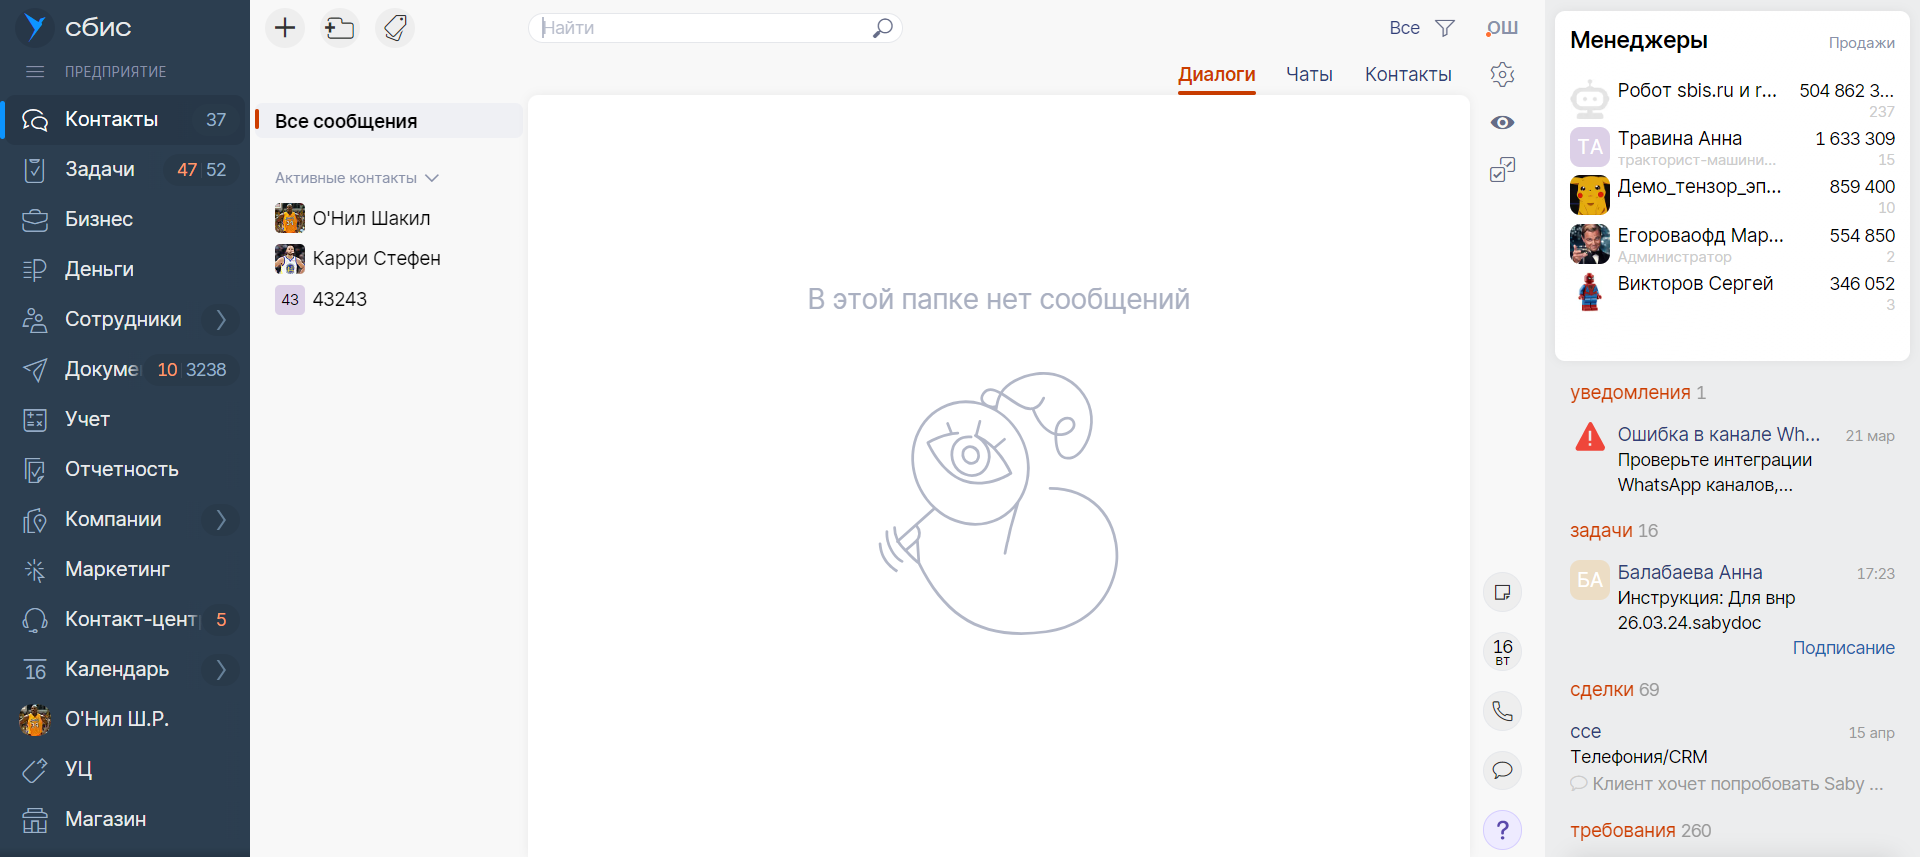 сбис
ПРЕДПРИЯТИЕ
Контакты 37
Задачи 47 52
Бизнес
Деньги
Сотрудники
Докуме 10 3238
Учет
Отчетность
Компании
Маркетинг
Контакт-цент 5
16 Календарь
О'Нил Ш.Р.
УЦ
Магазин
Найти
Все
ОШ
Диалоги Чаты Контакты
Все сообщения
Активные контакты
О'Нил Шакил
Карри Стефен
43 43243
В этой папке нет сообщений
16
ВТ
?
Менеджеры Продажи
Робот sbis.ru и г... 504 862 3...
237
ТА Травина Анна 1 633 309
тракторист-машини... 15
Демо_тензор_эп... 859 400
10
Егороваофд Мар... 554 850
Администратор 2
Викторов Сергей 346 052
3
уведомления 1
Ошибка в канале Wh... 21 мар
Проверьте интеграции
WhatsApp каналов,...
задачи 16
БА Балабаева Анна 17:23
Инструкция: Для внр
26.03.24.sabydoc
Подписание
сделки 69
ссе 15 апр
Телефония/CRM
Клиент хочет попробовать Saby ...
требования 260